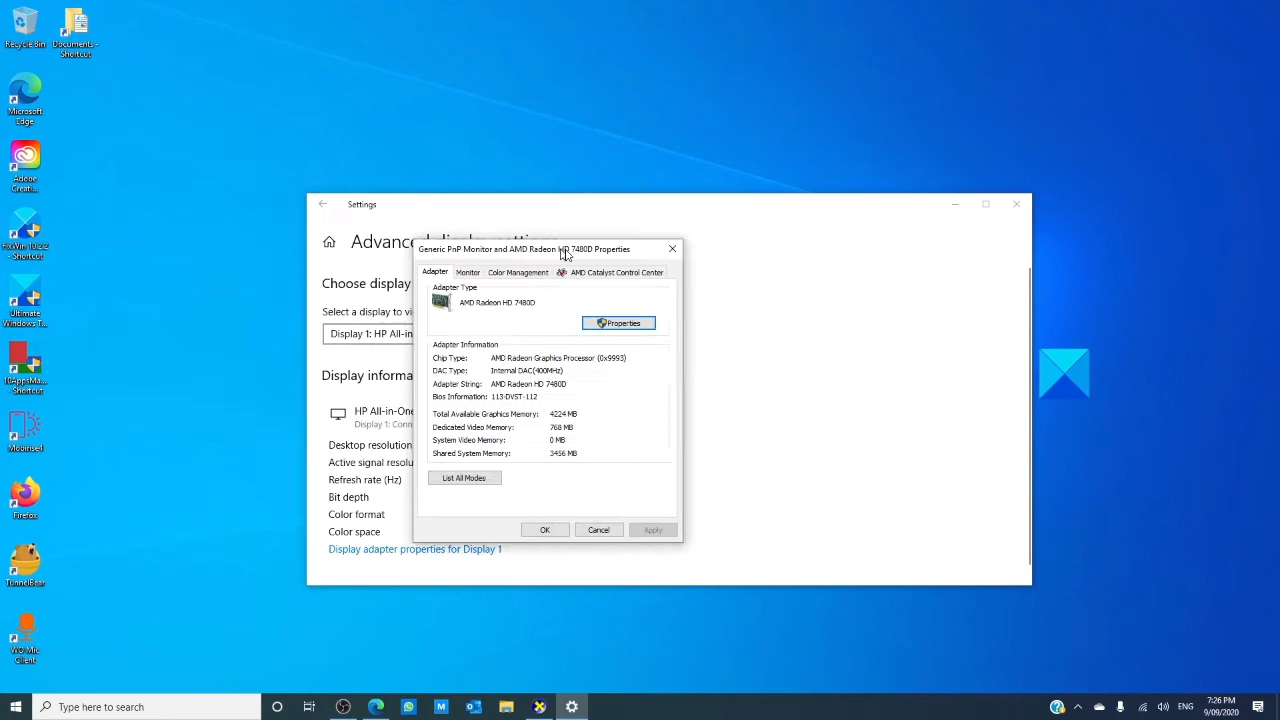 Recycle Bin
Documents -
Shortcut
Microsoft
Edge
Adobe
Creati...
FixWin 10.2.2
- Shortcut
Ultimate
Windows T...
10AppsMa...
- Shortcut
Mobirise4
Firefox
TunnelBear
Wo Mic
Client
Settings
Advanced display settings
Choose display
Select a display to vi
Display 1: HP All-in
Display informa
HP All-in-One
Display 1: Conn
Desktop resolution
Active signal resolu
Refresh rate (Hz)
Bit depth
Color format
Color space
Display adapter properties for Display 1
Generic PnP Monitor and AMD Radeon HD 7480D Properties
Adapter Monitor Color Management AMD Catalyst Control Center
Adapter Type
AMD Radeon HD 7480D
Properties
Adapter Information
Chip Type: AMD Radeon Graphics Processor (0x9993)
DAC Type: Internal DAC(400MHz)
Adapter String: AMD Radeon HD 7480D
Bios Information: 113-DVST-112
Total Available Graphics Memory: 4224 MB
Dedicated Video Memory: 768 MB
System Video Memory: 0 MB
Shared System Memory: 3456 MB
List All Modes
OK Cancel Apply
Type here to search
M
ENG
7:26 PM
9/09/2020